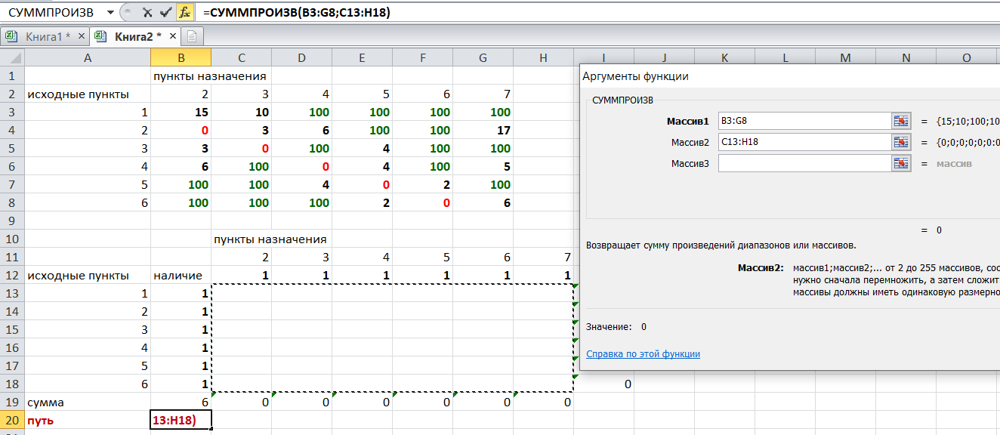 СУММПРОИЗВ =СУММПРОИЗВ(B3:G8;C13:H18)
Книга1 * Книга2 *
A B C D E F G H I J K L M N O
1 пункты назначения
2 исходные пункты 2 3 4 5 6 7
3 1 15 10 100 100 100 100
4 2 0 3 6 100 100 17
5 3 3 0 100 4 100 100
6 4 6 100 0 4 100 5
7 5 100 100 4 0 2 100
8 6 100 100 100 2 0 6
9
10 пункты назначения
11 2 3 4 5 6 7
12 исходные пункты наличие 1 1 1 1 1 1
13 1 1
14 2 1
15 3 1
16 4 1
17 5 1
18 6 1 0
19 сумма 6 0 0 0 0 0 0
20 путь 13:H18)
Аргументы функции
СУММПРОИЗВ
Массив1 B3:G8 = {15;10;100;10
Массив2 C13:H18 = {0;0;0;0;0;0:0
Массив3 = массив
= 0
Возвращает сумму произведений диапазонов или массивов.
Массив2: массив1;массив2;... от 2 до 255 массивов, соо
нужно сначала перемножить, а затем сложит
массивы должны иметь одинаковую размерно
Значение: 0
Справка по этой функции